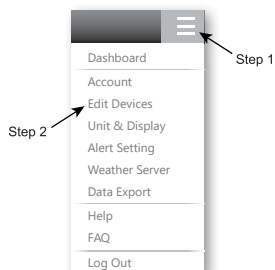 Step 1
Dashboard
Account
Edit Devices
Step 2
Unit & Display
Alert Setting
Weather Server
Data Export
Help
FAQ
Log Out